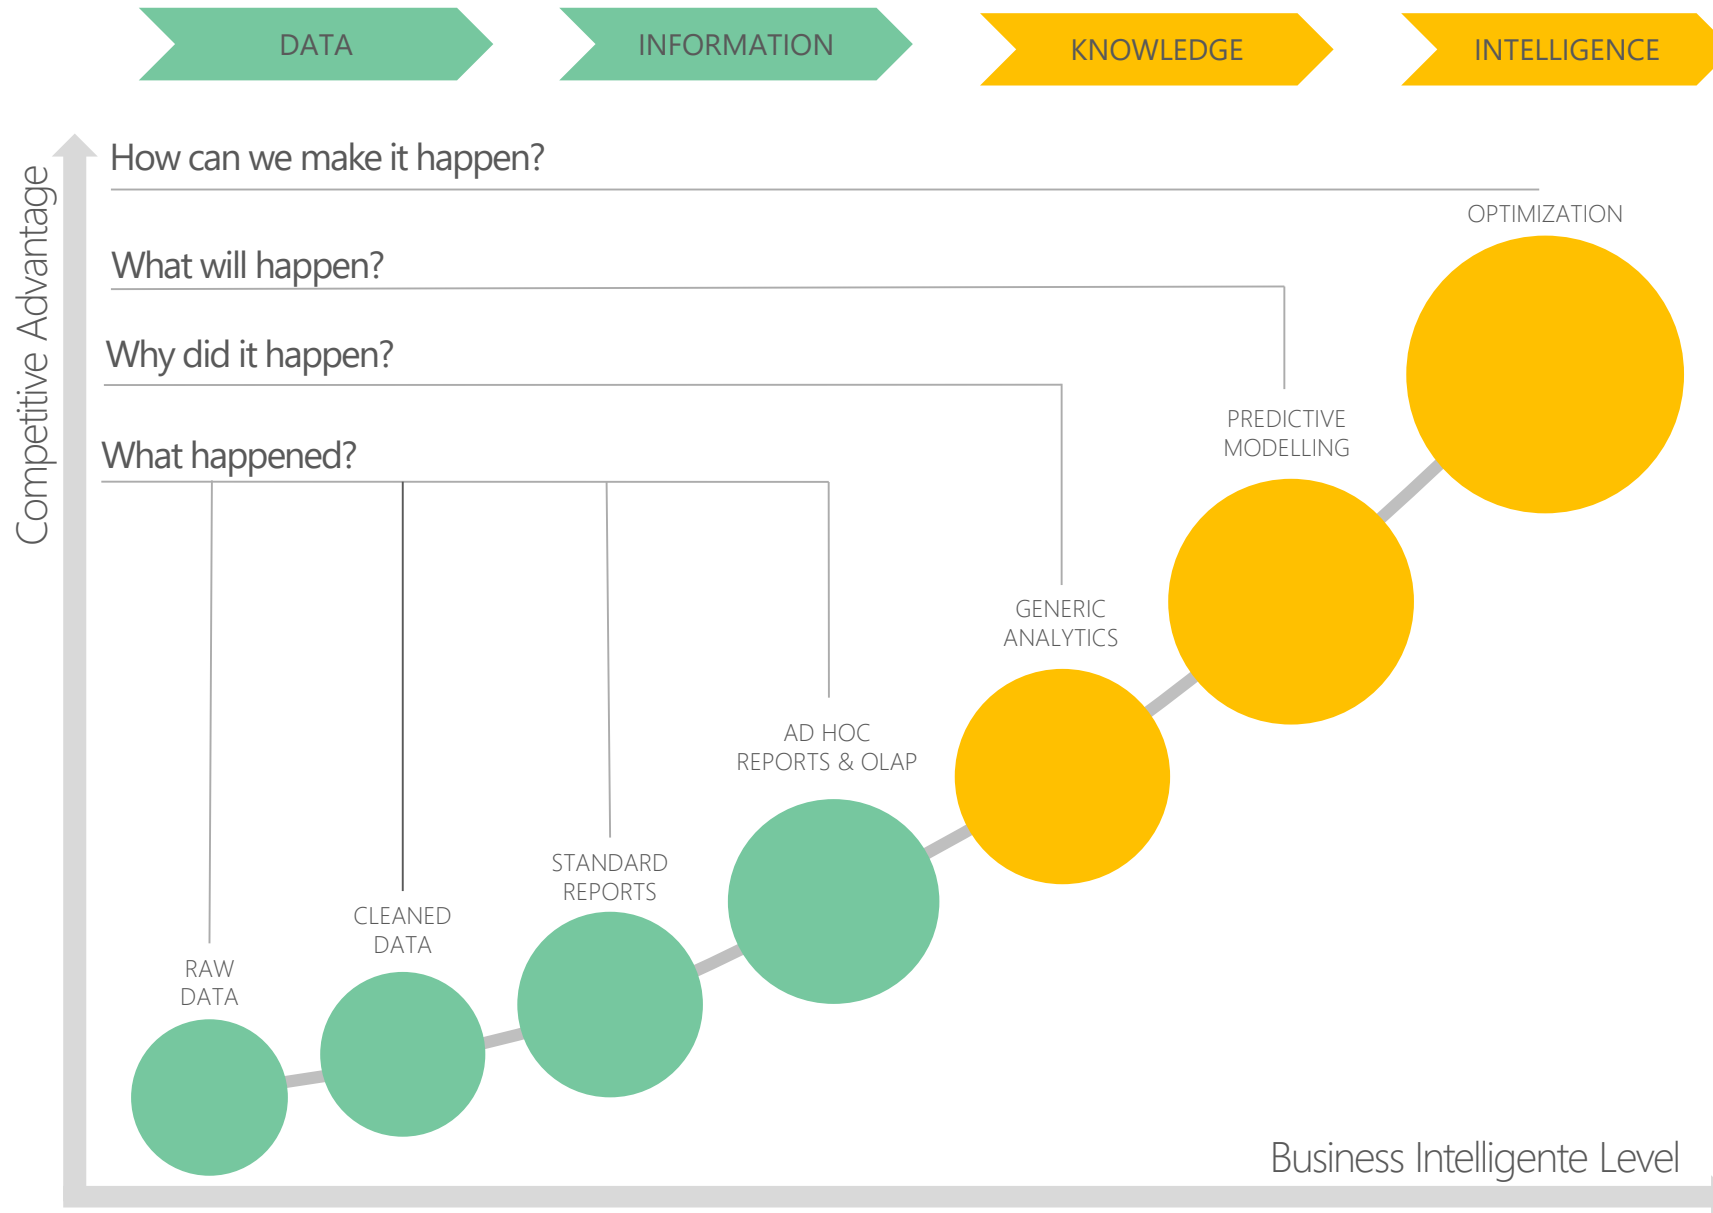 DATA
INFORMATION
KNOWLEDGE
INTELLIGENCE
Competitive Advantage
How can we make it happen?
OPTIMIZATION
What will happen?
Why did it happen?
PREDICTIVE
MODELLING
What happened?
GENERIC
ANALYTICS
AD HOC
REPORTS & OLAP
STANDARD
REPORTS
CLEANED
DATA
RAW
DATA
Business Intelligente Level